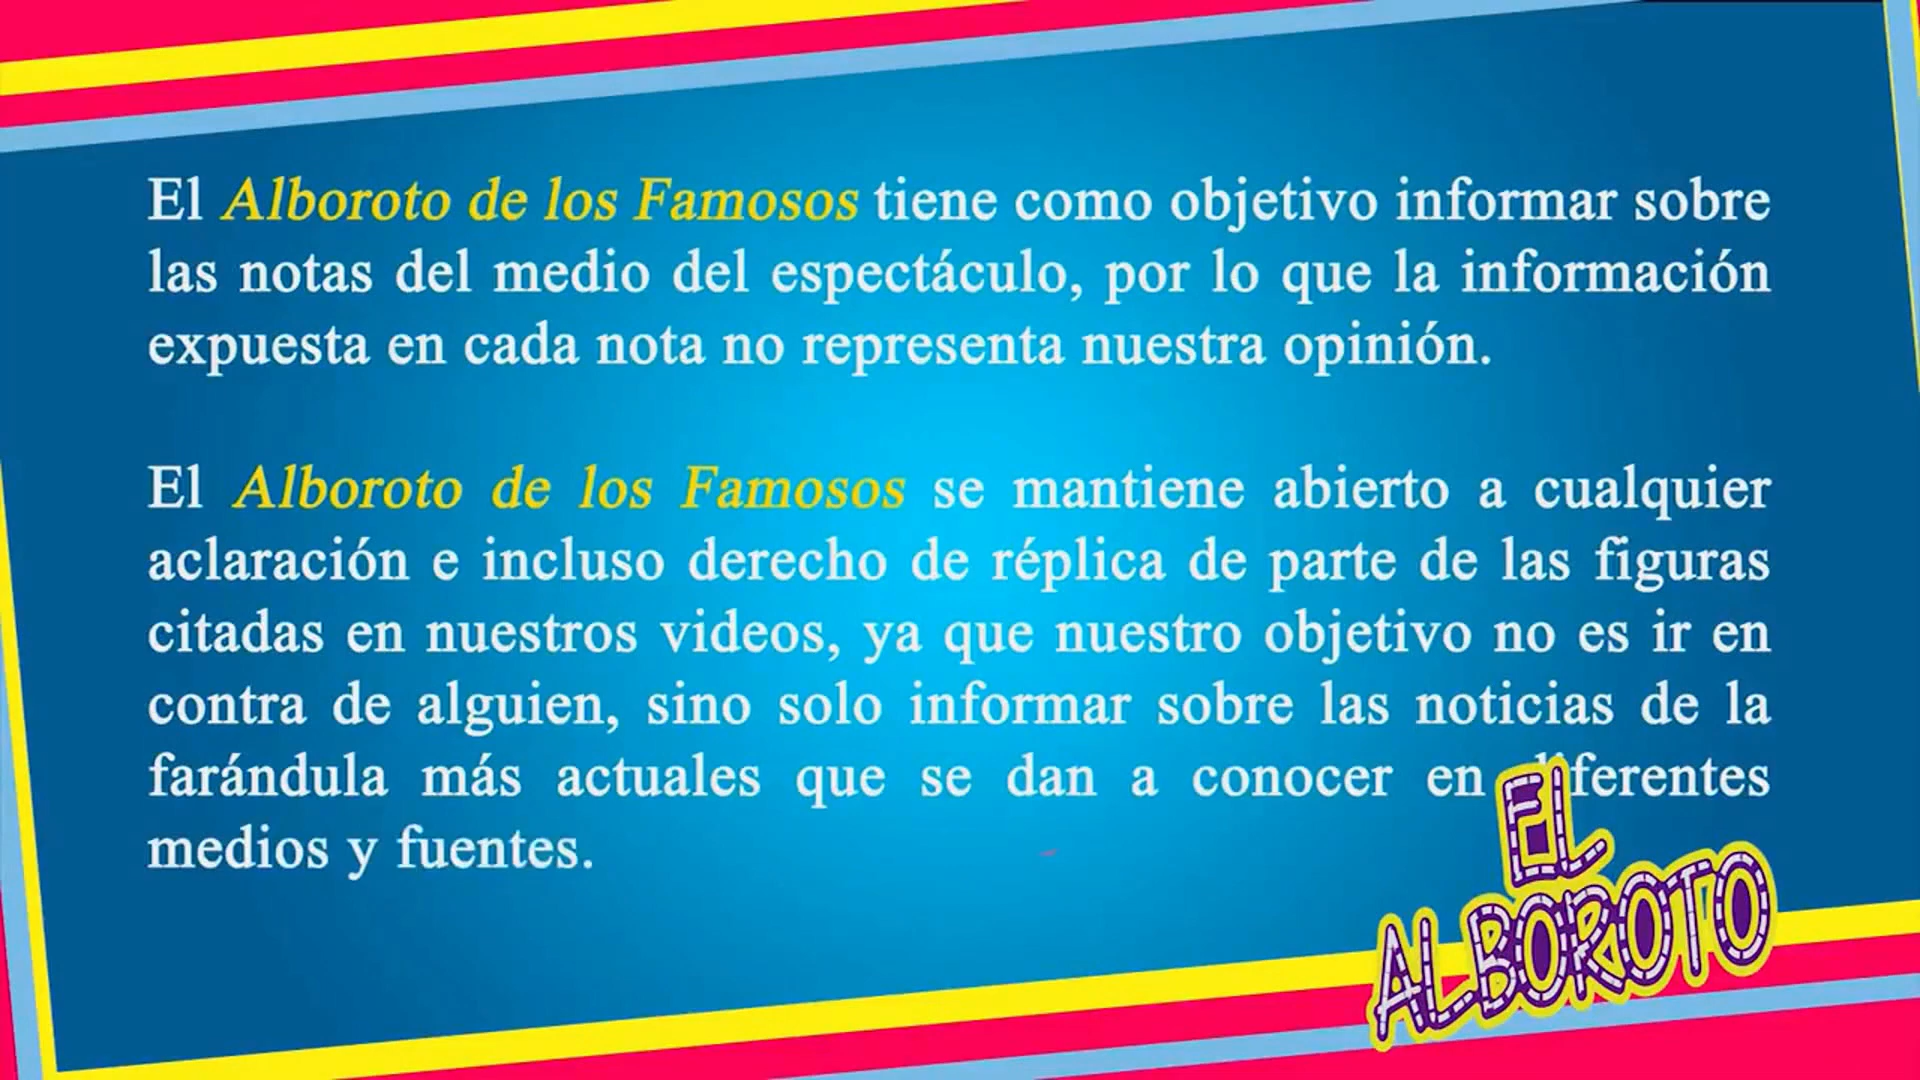 El Alboroto de los Famosos tiene como objetivo informar sobre
las notas del medio del espectáculo, por lo que la información
expuesta en cada nota no representa nuestra opinión.
El Alboroto de los Famosos se mantiene abierto a cualquier
aclaración e incluso derecho de réplica de parte de las figuras
citadas en nuestros videos, ya que nuestro objetivo no es ir en
contra de alguien, sino solo informar sobre las noticias de la
farándula más actuales que se dan a conocer en diferentes
medios y fuentes.
EL
ALBOROTO